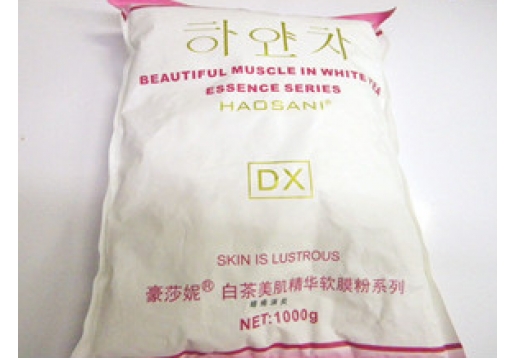 하얀차
BEAUTIFUL MUSCLE IN WHITE TEA
ESSENCE SERIES
HAOSANI®
DX
SKIN IS LUSTROUS
豪莎妮® 白茶美肌精华软膜粉系列
NET:1000g